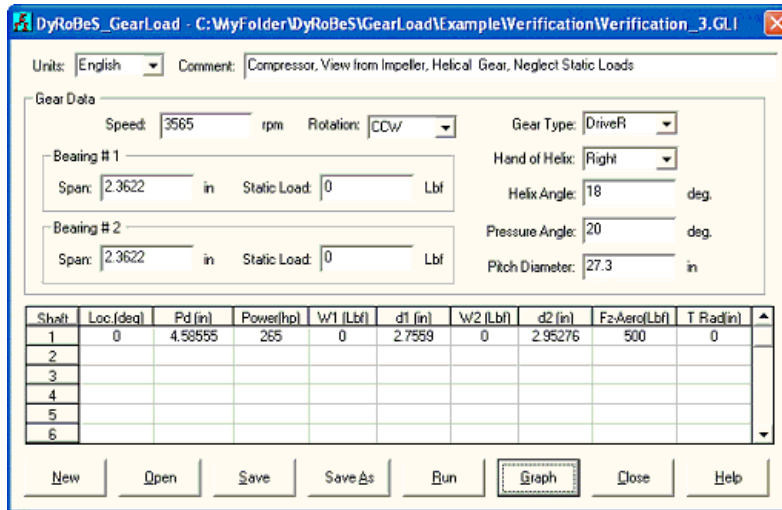 DyRoBeS_GearLoad - C:\MyFolder\DyRoBeS\GearLoad\Example\Verification\Verification_3.GLI
Units: English Comment: Compressor, View from Impeller, Helical Gear, Neglect Static Loads
Gear Data
Speed: 3565 rpm Rotation: CCW Gear Type: DriveR
Bearing # 1 Hand of Helix: Right
Span: 2.3622 in Static Load: 0 Lbf Helix Angle: 18 deg.
Bearing # 2 Pressure Angle: 20 deg.
Span: 2.3622 in Static Load: 0 Lbf Pitch Diameter: 27.3 in
Shaft Loc.(deg) Pd (in) Power(hp) W1 (Lbf) d1 (in) W2 (Lbf) d2 (in) Fz-Aero(Lbf) T Rad(in)
1 0 4.58555 265 0 2.7559 0 2.95276 500 0
2
3
4
5
6
New Open Save Save As Run Graph Close Help